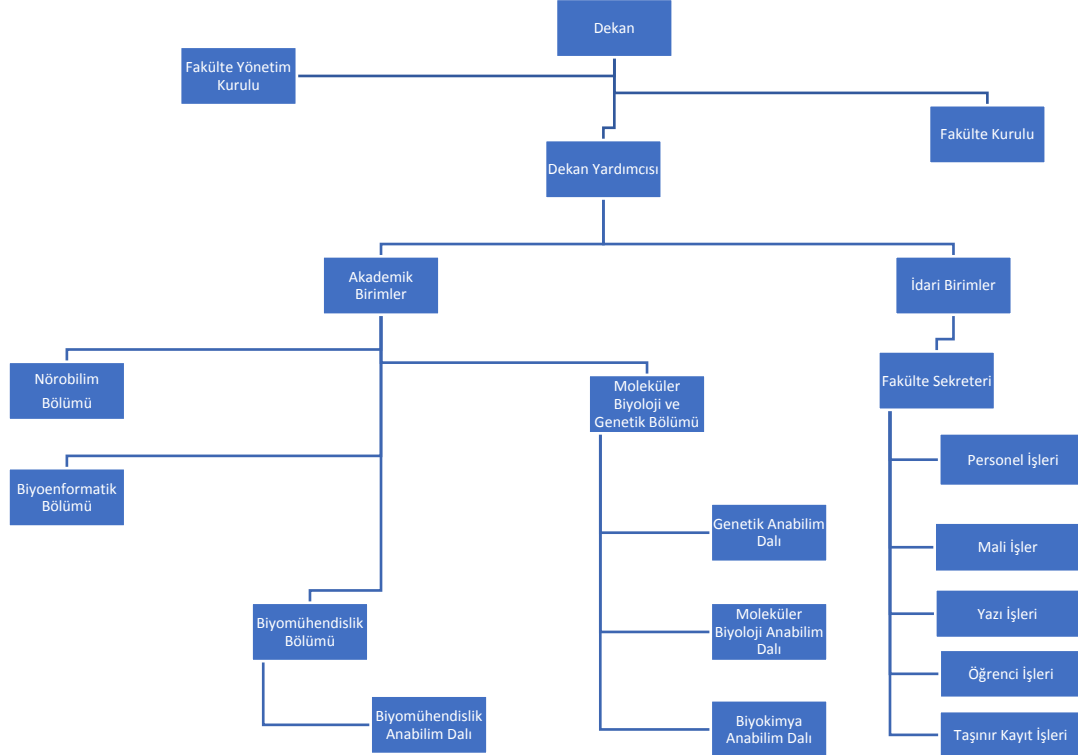 Dekan
Fakülte Yönetim
Kurulu
Fakülte Kurulu
Dekan Yardımcısı
Akademik
Birimler
İdari Birimler
Nörobilim
Bölümü
Moleküler
Biyoloji ve
Genetik Bölümü
Fakülte Sekreteri
Personel İşleri
Biyoenformatik
Bölümü
Genetik Anabilim
Dalı
Mali İşler
Biyomühendislik
Bölümü
Moleküler
Biyoloji Anabilim
Dalı
Yazı İşleri
Öğrenci İşleri
Biyomühendislik
Anabilim Dalı
Biyokimya
Anabilim Dalı
Taşınır Kayıt İşleri